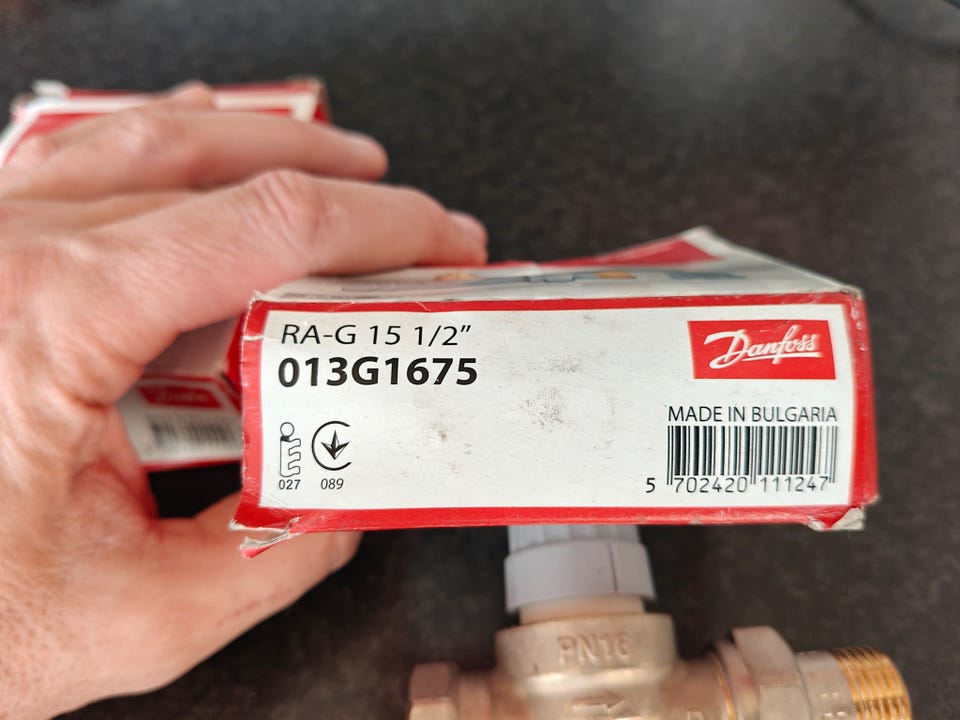 RA-G 15 1/2”
013G1675
Danfoss
MADE IN BULGARIA
027
089
5 702420 111247
PN16